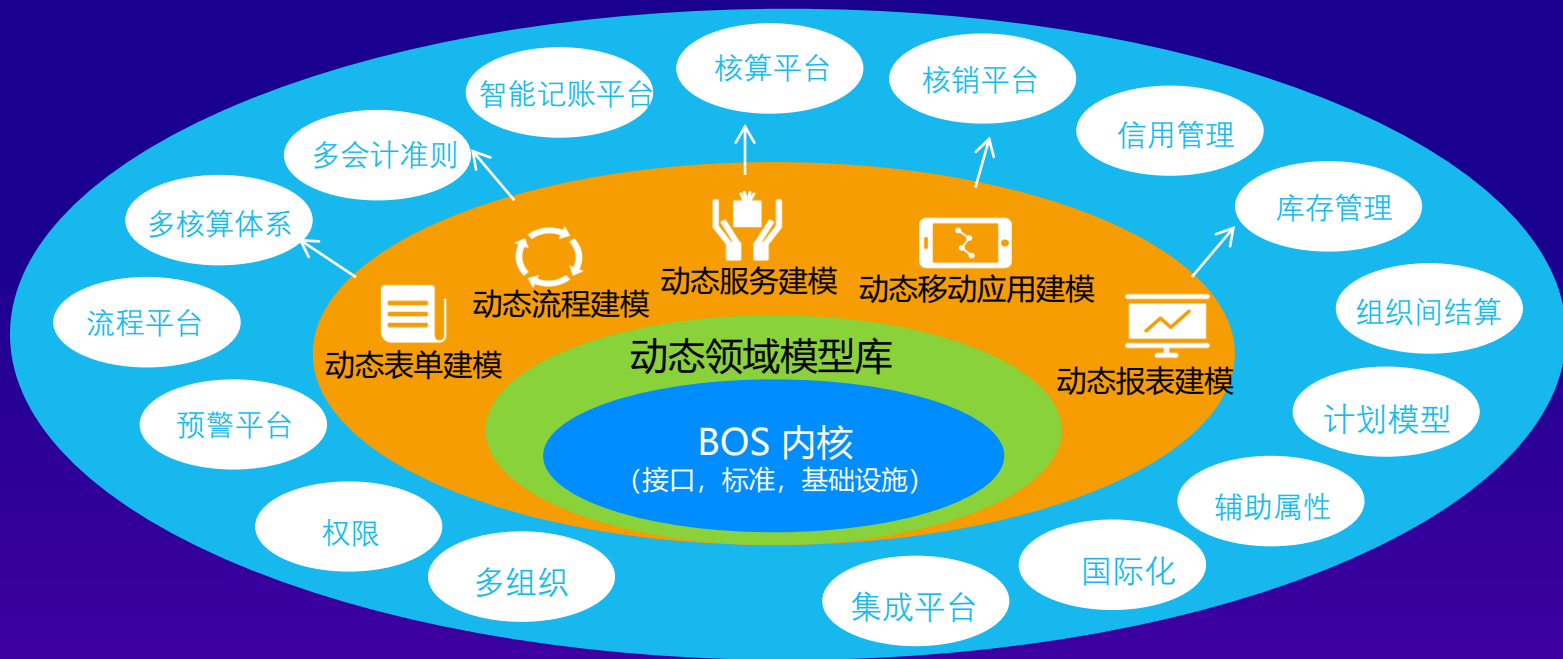 核算平台
核销平台
智能记账平台
信用管理
多会计准则
库存管理
多核算体系
动态服务建模
动态移动应用建模
动态流程建模
组织间结算
流程平台
动态领域模型库
动态表单建模
动态报表建模
计划模型
预警平台
BOS 内核
（接口，标准，基础设施）
辅助属性
权限
国际化
多组织
集成平台